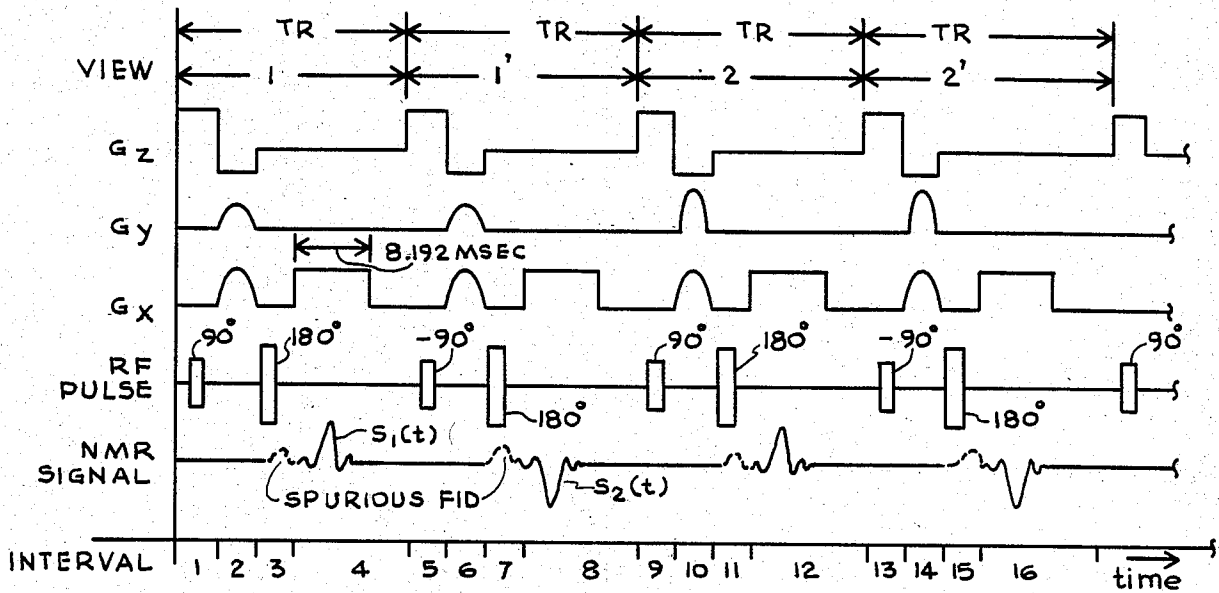 TR TR TR TR
VIEW 1 1' 2 2'
Gz
Gy
8.192 MSEC
Gx
90° 180° -90° 180° 90° 180° -90° 180° 90°
RF
PULSE
NMR
SIGNAL
S₁(t) S₂(t)
SPURIOUS FID
INTERVAL 1 2 3 4 5 6 7 8 9 10 11 12 13 14 15 16 time